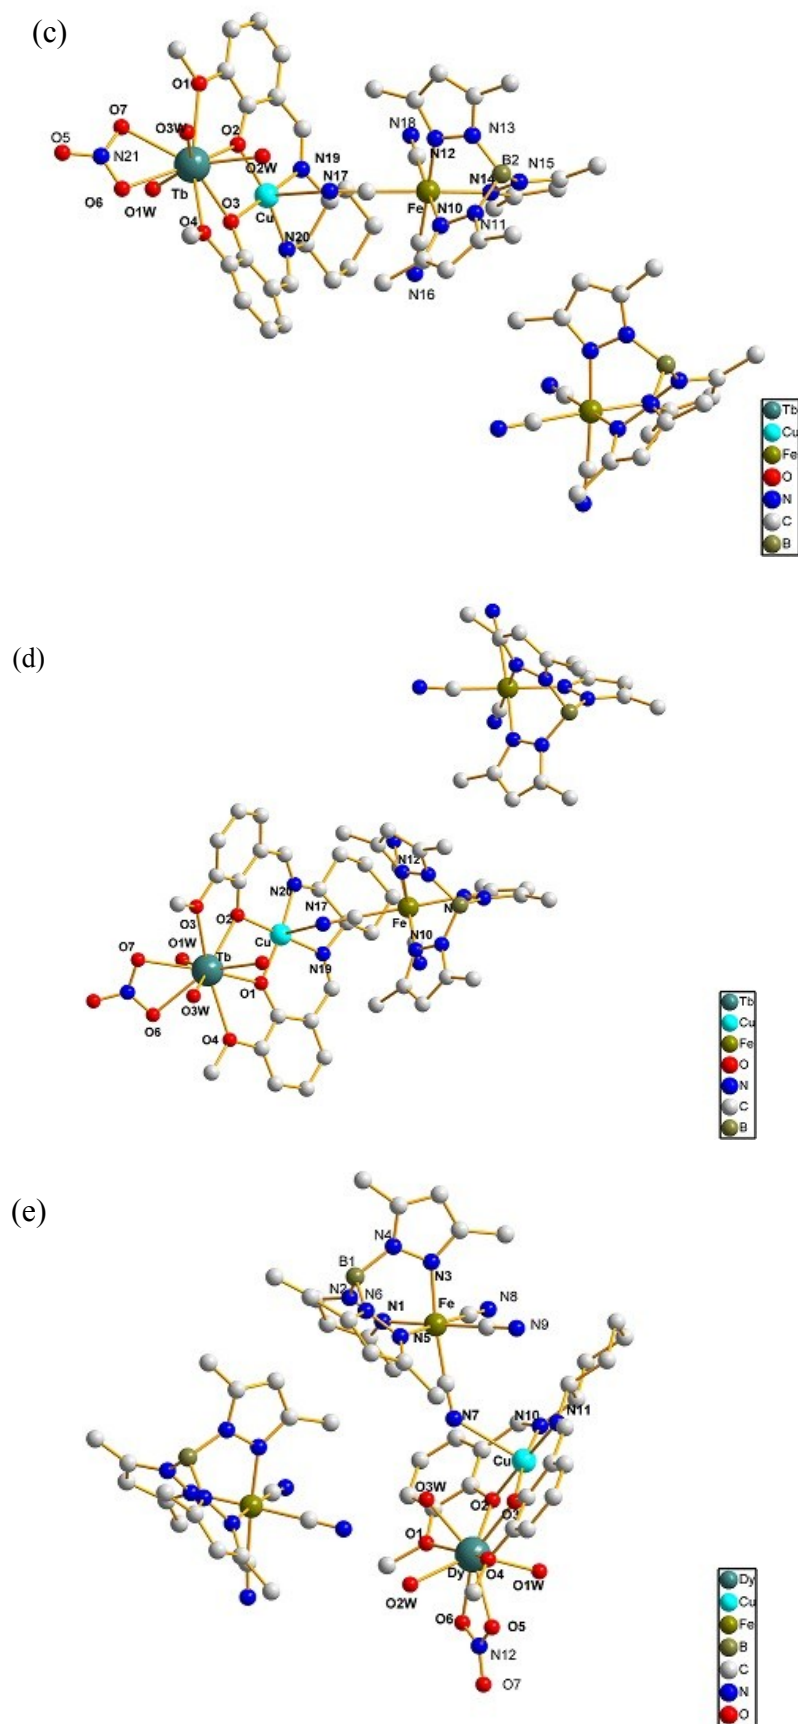 (c)
O1
O7
O3W
O2
N18
N13
O5
N21
N12
B2
N15
N19
O2W
N17
N14
Tb
O6
O1W
O3
Cu
Fe
N10
N11
O4
N20
N16
Tb
Cu
Fe
O
N
C
B
(d)
N12
N20
N17
N
O3
O2
Fe
Cu
O7
O1W
Tb
N10
N19
O1
O3W
O6
O4
Tb
Cu
Fe
O
N
C
B
(e)
N4
B1
N3
N2
N6
Fe
N8
N1
N5
N9
N7
N10
N11
Cu
O3W
O2
O3
O1
Dy
O4
O1W
O2W
O6
O5
N12
O7
Dy
Cu
Fe
B
C
N
O